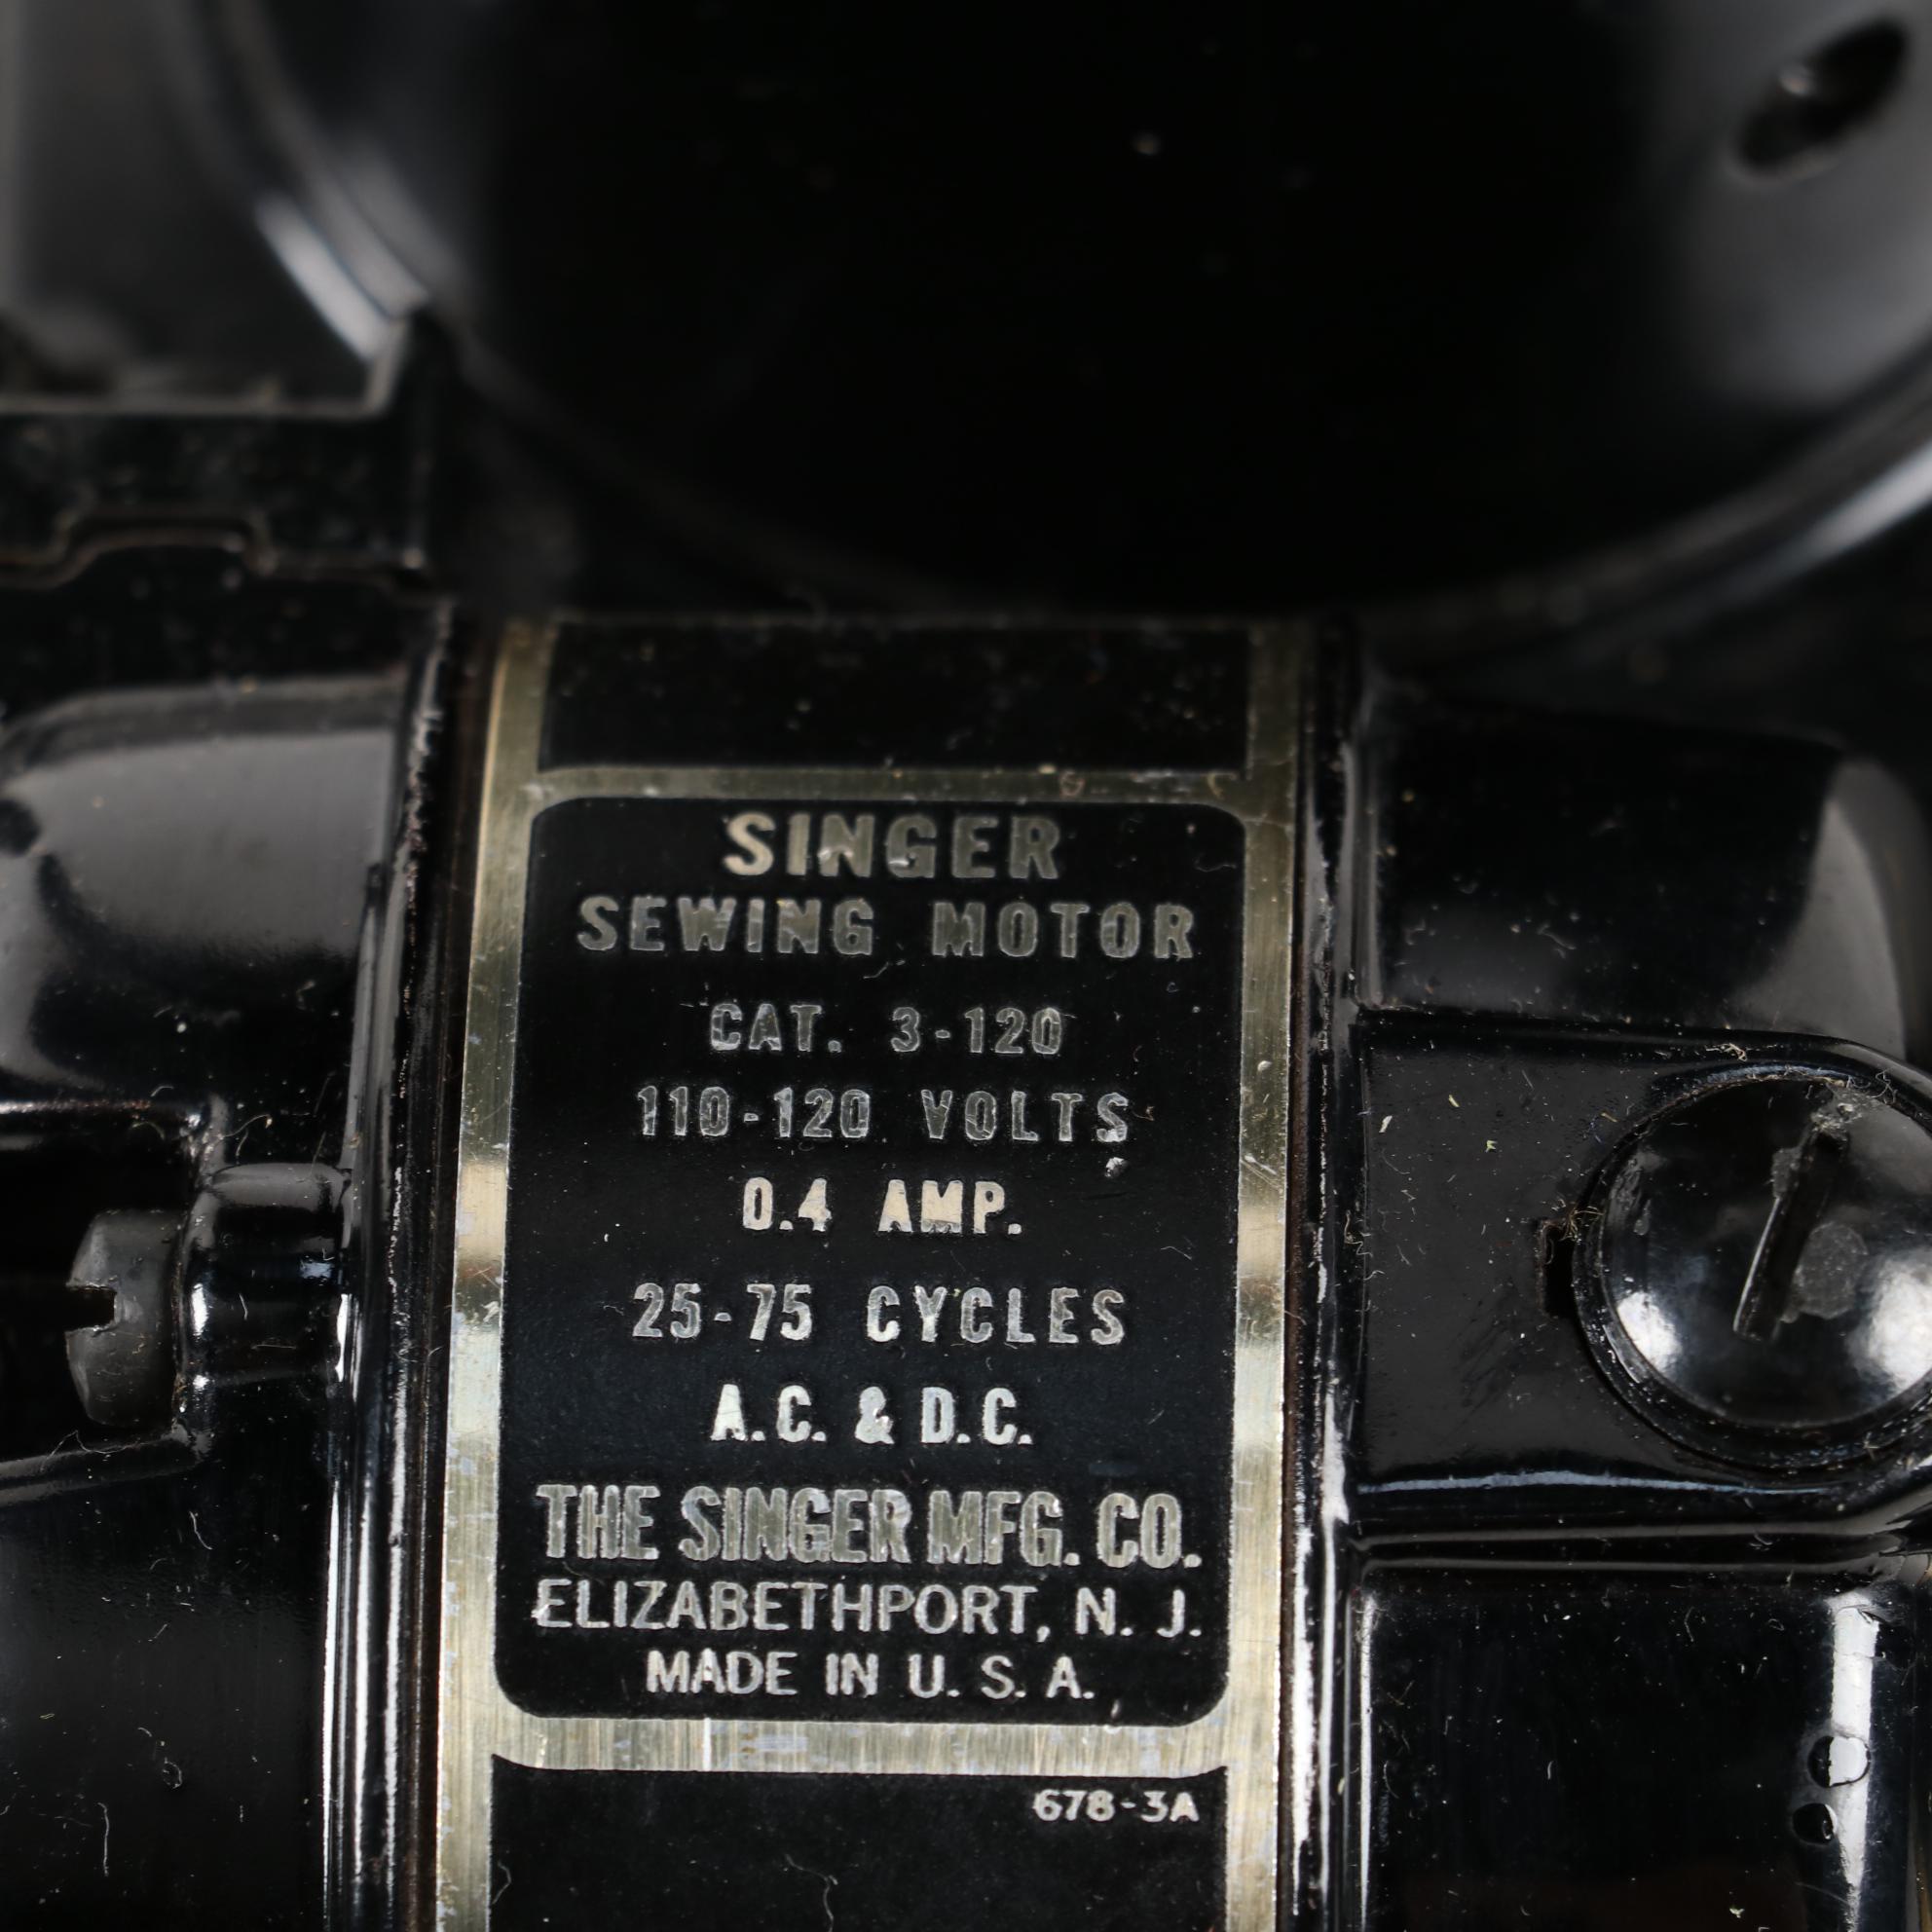 SINGER
SEWING MOTOR
CAT. 3-120
110-120 VOLTS
0.4 AMP.
25-75 CYCLES
A.C. & D.C.
THE SINGER MFG. CO.
ELIZABETHPORT, N. J.
MADE IN U. S. A.
678-3A